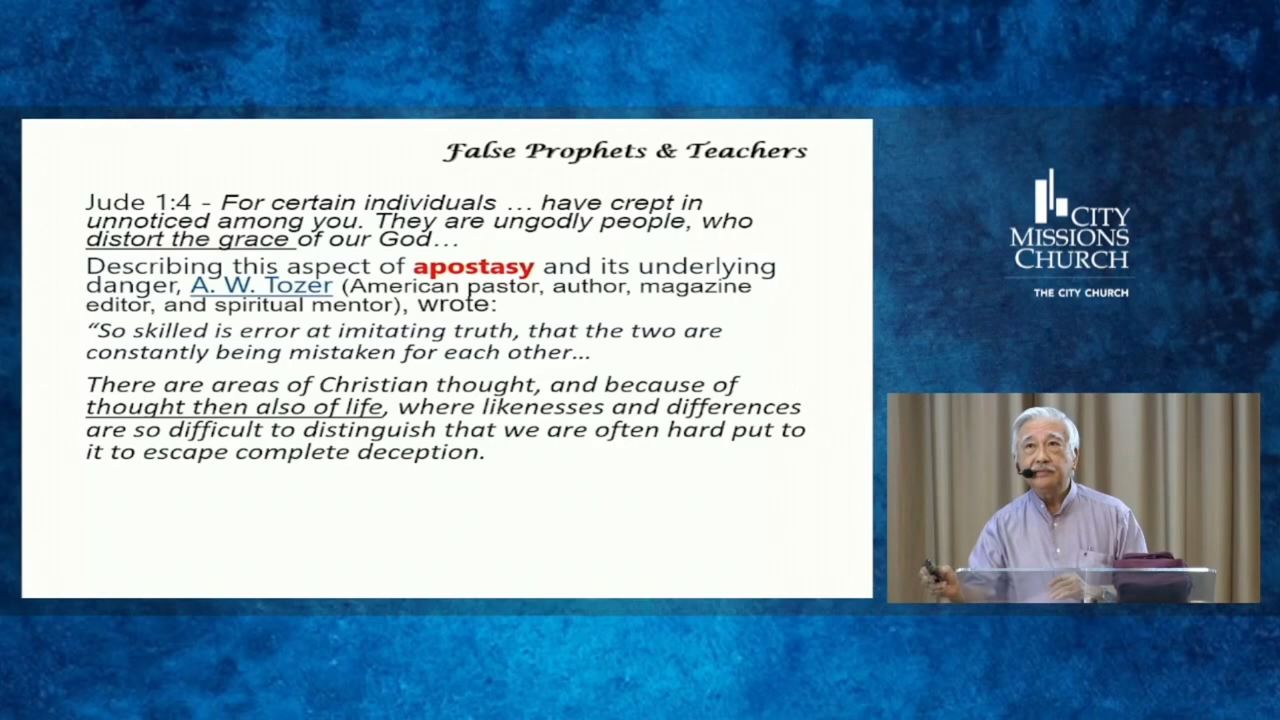 False Prophets & Teachers
Jude 1:4 - For certain individuals … have crept in
unnoticed among you. They are ungodly people, who
distort the grace of our God…
Describing this aspect of apostasy and its underlying
danger, A. W. Tozer (American pastor, author, magazine
editor, and spiritual mentor), wrote:
“So skilled is error at imitating truth, that the two are
constantly being mistaken for each other…
There are areas of Christian thought, and because of
thought then also of life, where likenesses and differences
are so difficult to distinguish that we are often hard put to
it to escape complete deception.
CITY
MISSIONS
CHURCH
THE CITY CHURCH